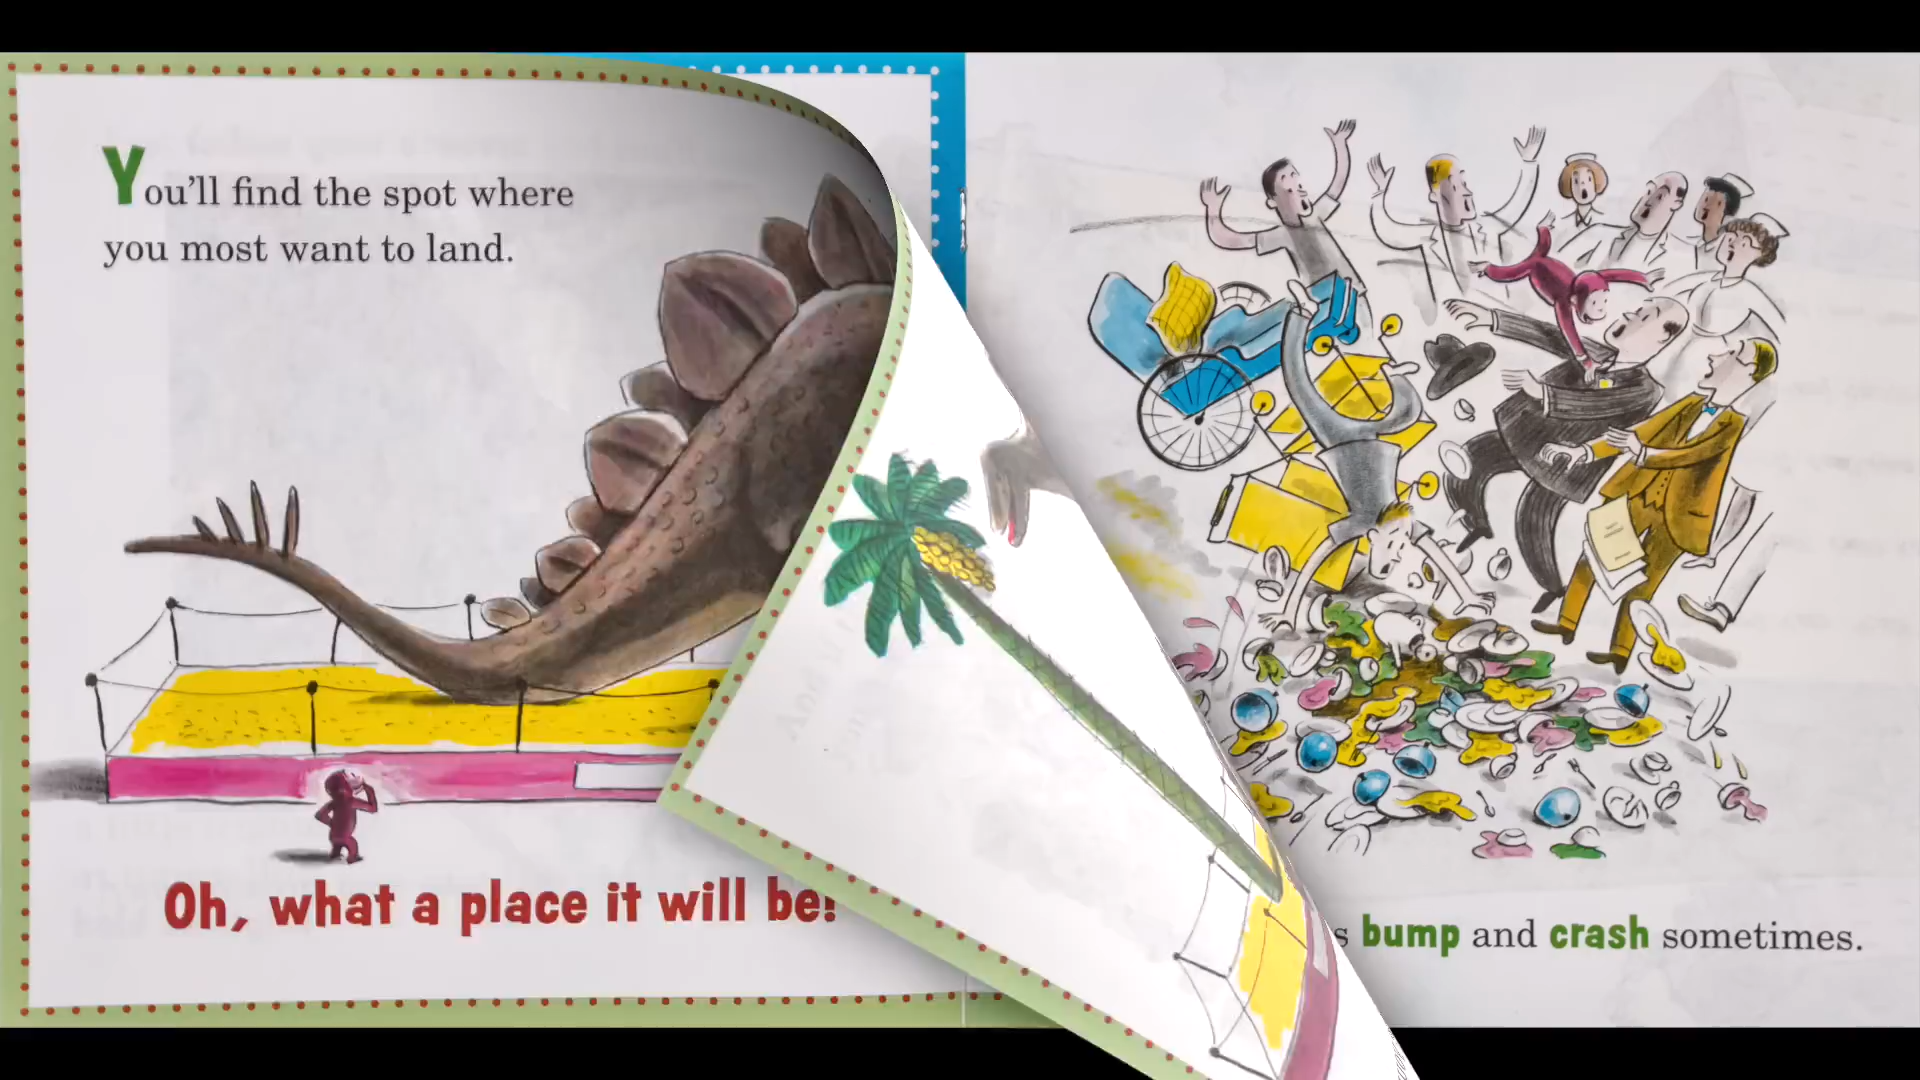 You'll find the spot where
you most want to land.
Oh, what a place it will be!
s bump and crash sometimes.